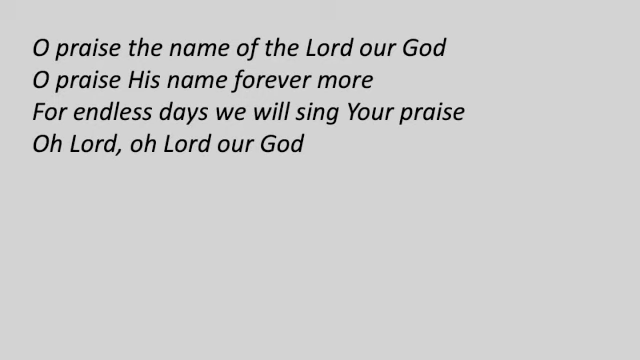 O praise the name of the Lord our God
O praise His name forever more
For endless days we will sing Your praise
Oh Lord, oh Lord our God